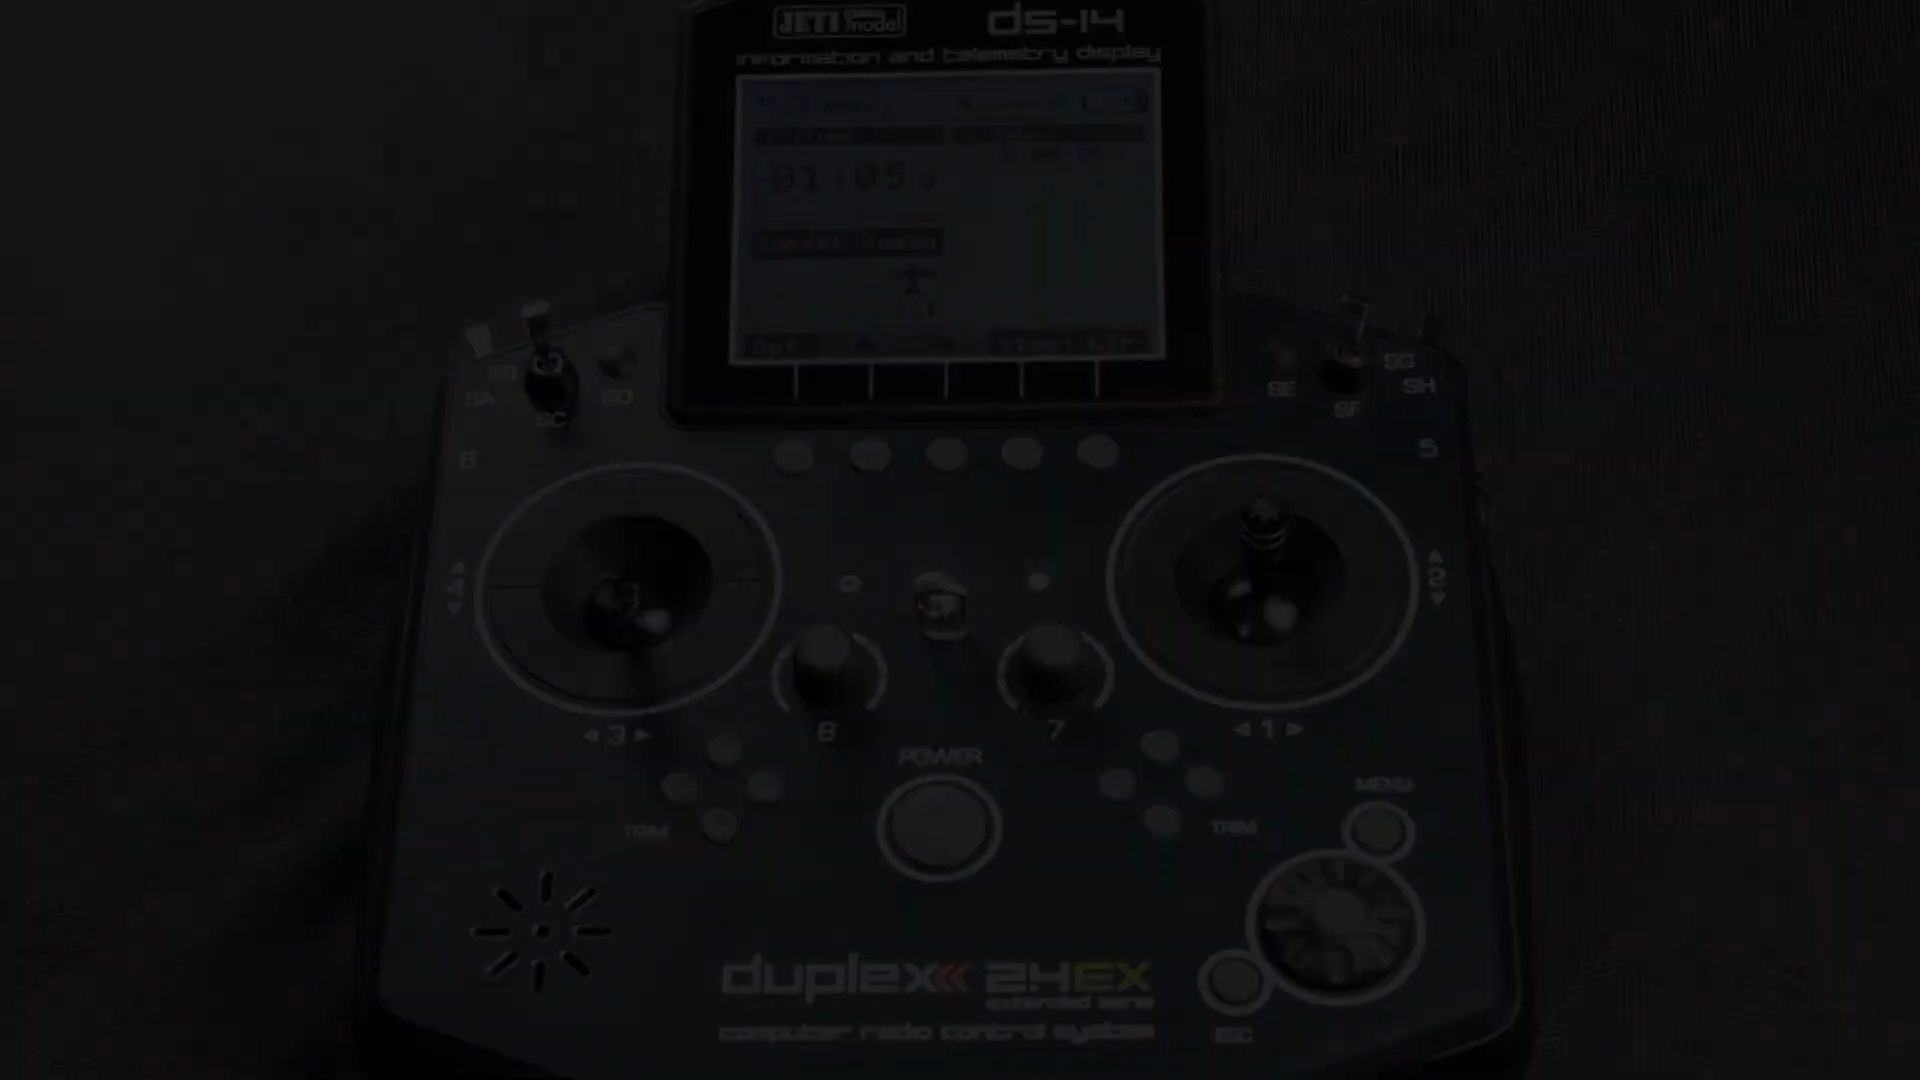 JETI model
ds-14
information and telemetry display
01:05
Opt
Clr
SB
SA
SC
SD
SE
SF
SG
SH
6
5
4
2
3
8
7
1
POWER
TRIM
TRIM
MENU
duplex 2.4EX
extended
computer radio control system
ESC